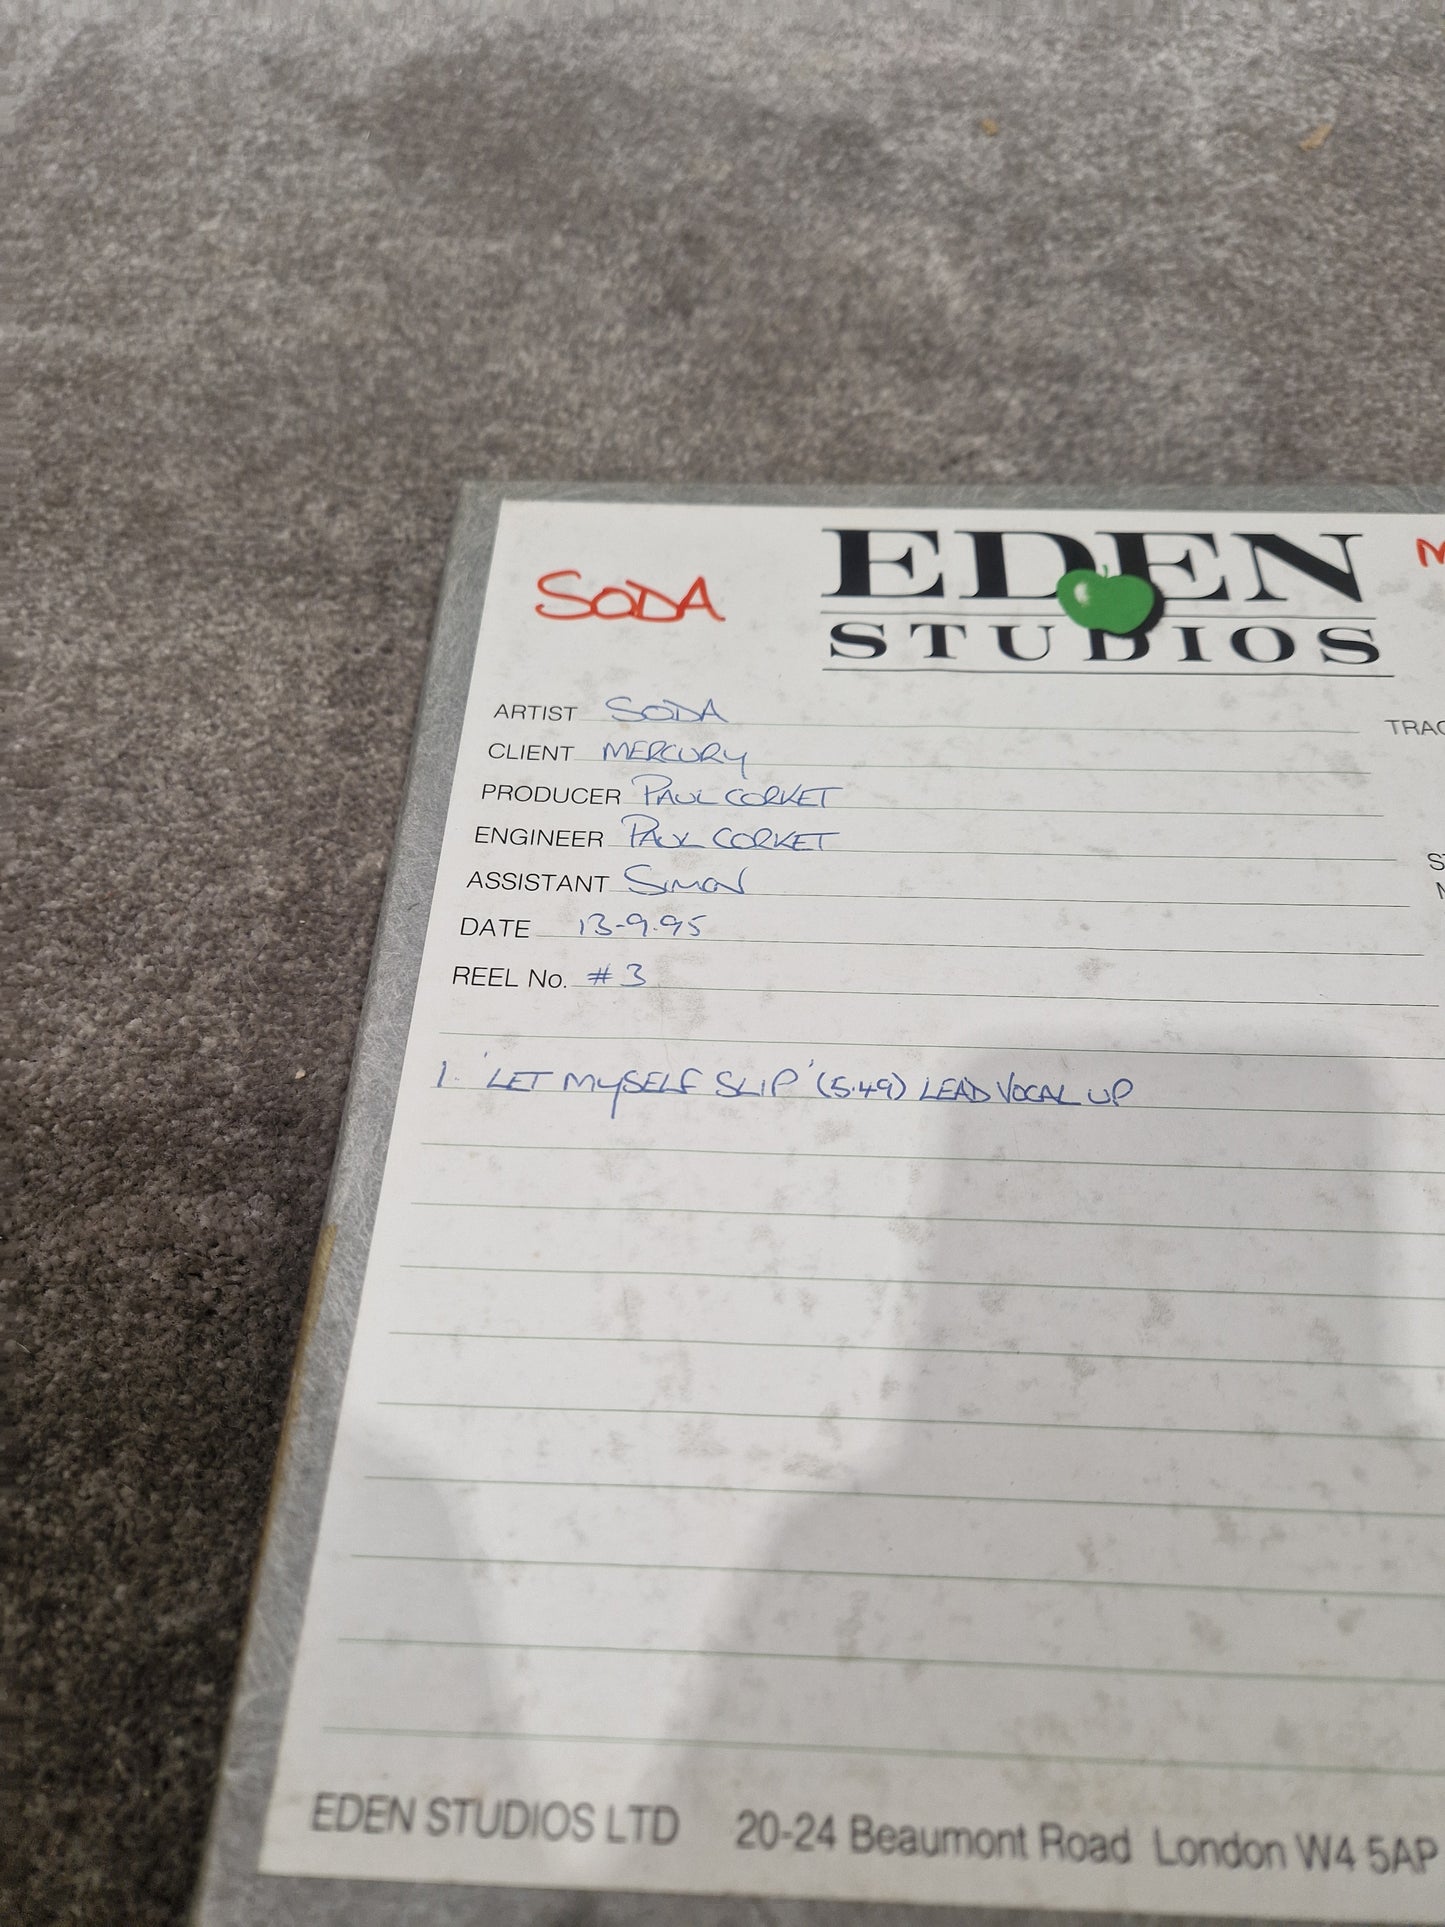 SODA
EDEN
STUDIOS
ARTIST SODA
CLIENT MERCURY
PRODUCER PAUL CORKET
ENGINEER PAUL CORKET
ASSISTANT SIMON
DATE 13-9.95
REEL No. #3
1. 'LET MYSELF SLIP' (5.49) LEAD VOCAL UP
EDEN STUDIOS LTD 20-24 Beaumont Road London W4 5AP